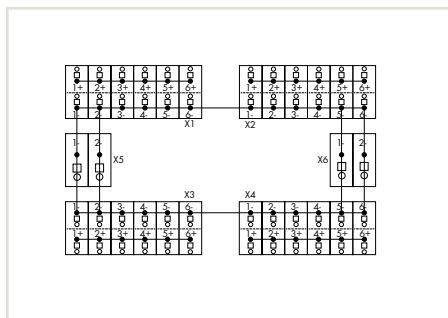 1+ 2+ 3+ 4+ 5+ 6+ 1+ 2+ 3+ 4+ 5+ 6+
1- 2- 3- 4- 5- 6- 1- 2- 3- 4- 5- 6-
X1 X2
1- 2- 1- 2-
X5 X6
X3 X4
1- 2- 3- 4- 5- 6- 1- 2- 3- 4- 5- 6-
1+ 2+ 3+ 4+ 5+ 6+ 1+ 2+ 3+ 4+ 5+ 6+